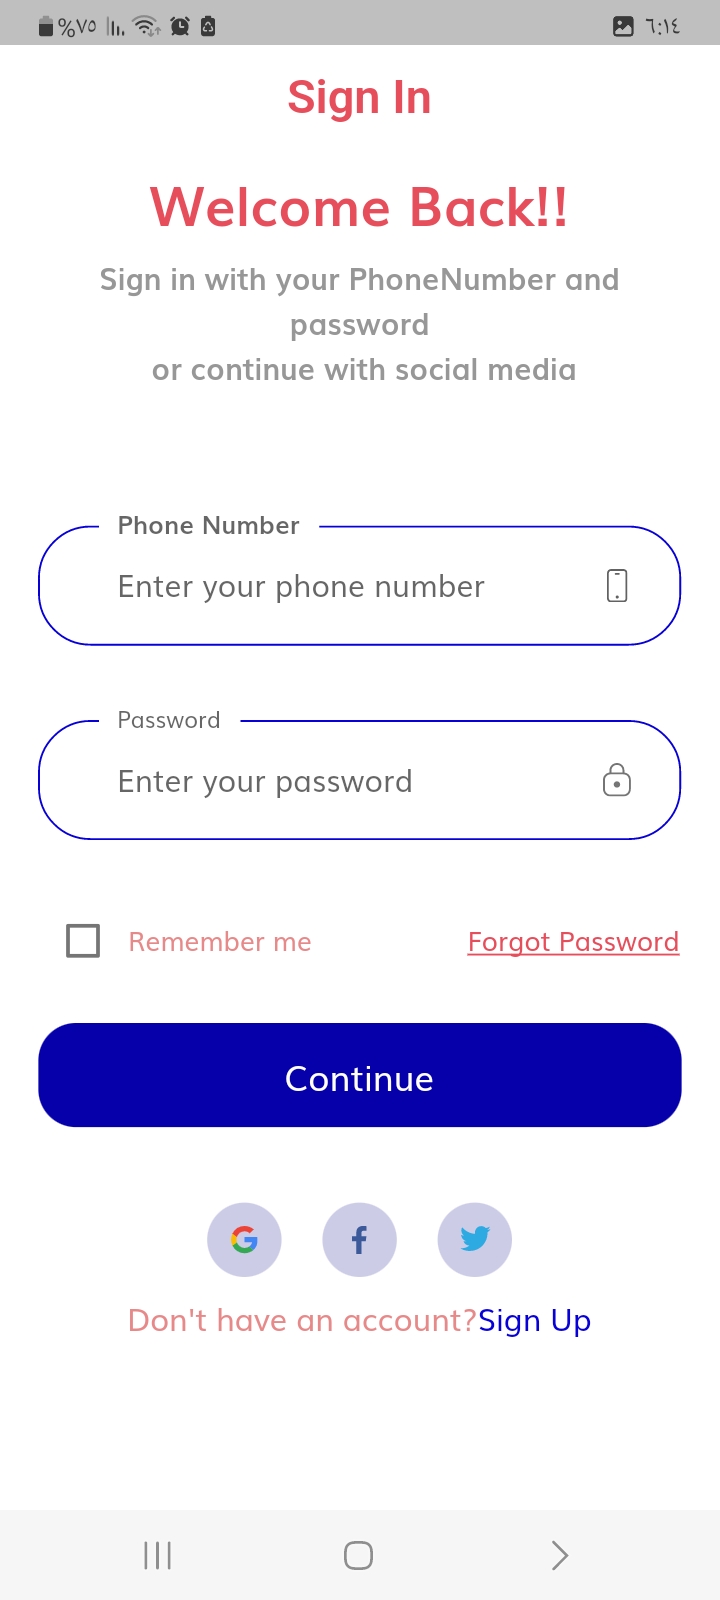 %٧٥ ٦:١٤
Sign In
Welcome Back!!
Sign in with your PhoneNumber and
password
or continue with social media
Phone Number
Enter your phone number
Password
Enter your password
Remember me Forgot Password
Continue
Don't have an account?Sign Up